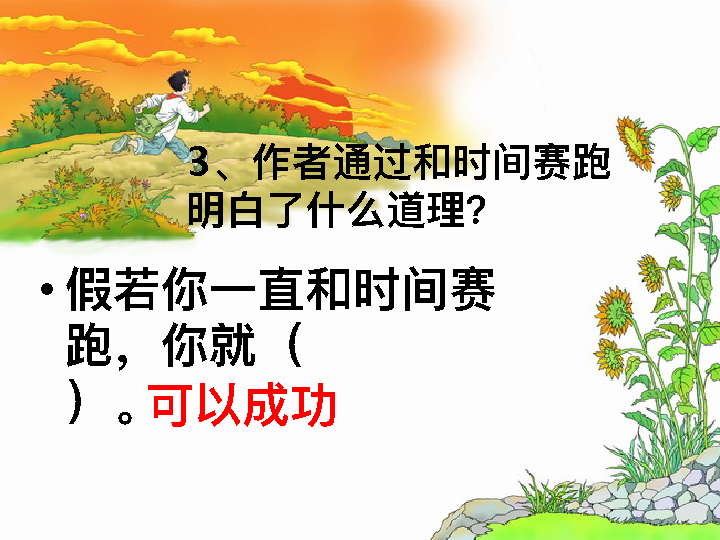 3、作者通过和时间赛跑
明白了什么道理?
•假若你一直和时间赛
跑，你就（
）。可以成功